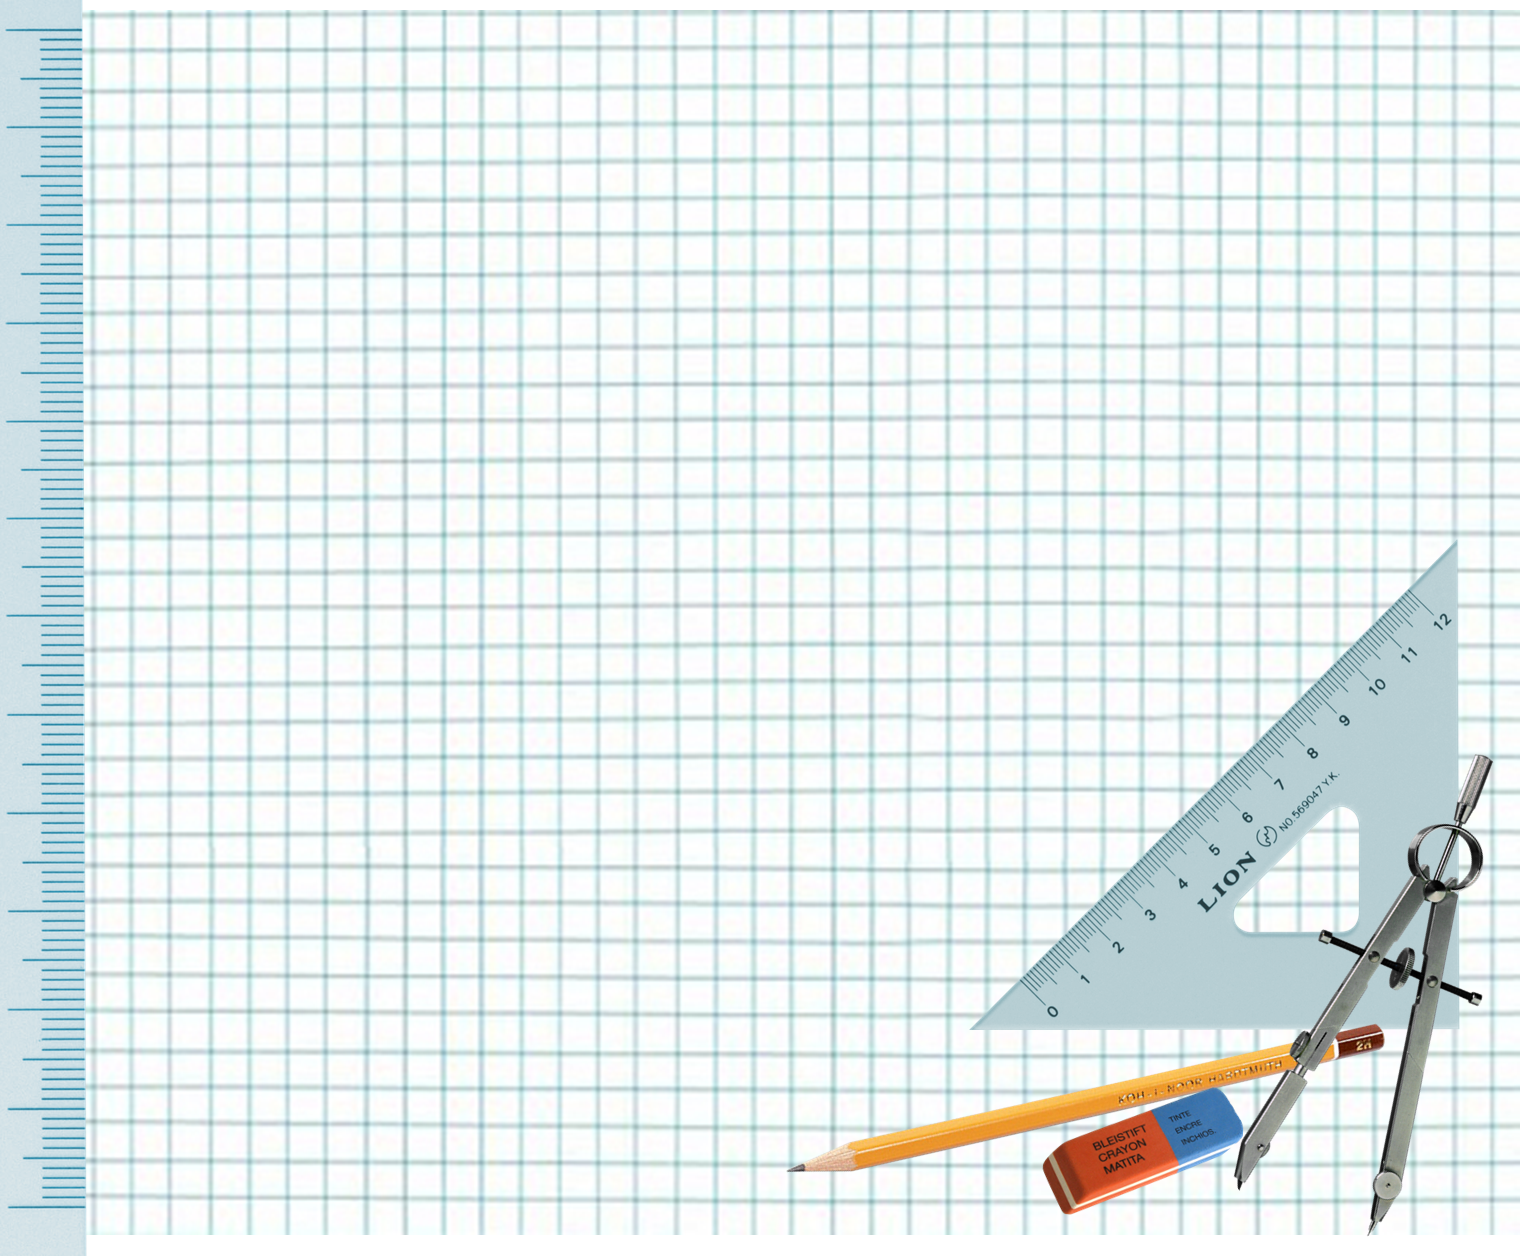 12
11
10
9
8
7
6
5
4
3
2
1
0
LION
NO.569047 Y.K.
KOH-I-NOOR HARDTMUTH
2H
BLEISTIFT
CRAYON
MATITA
TINTE
ENCRE
INCHIOS.